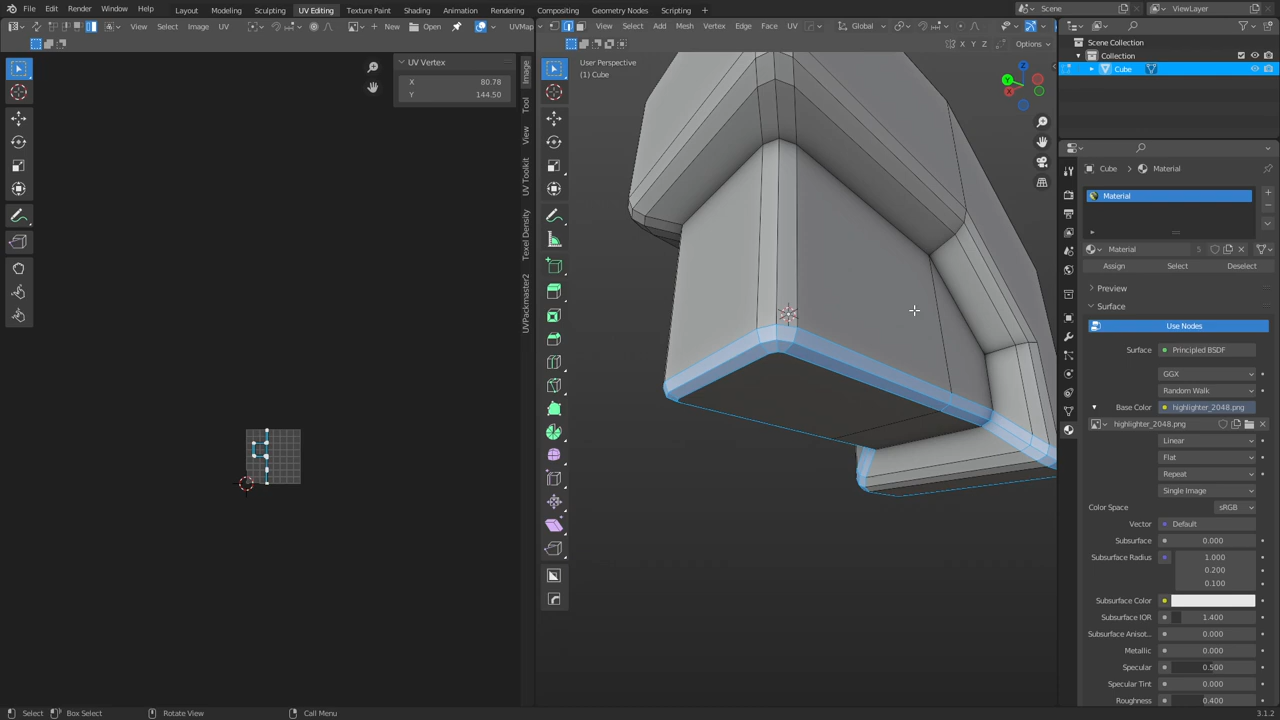 File Edit Render Window Help Layout Modeling Sculpting UV Editing Texture Paint Shading Animation Rendering Compositing Geometry Nodes Scripting + Scene ViewLayer
View Select Image UV New Open UVMap View Select Add Mesh Vertex Edge Face UV Global
X Y Z Options
Scene Collection
Collection
Cube
UV Vertex
X 80.78
Y 144.50
Image
Tool
View
UV Toolkit
Texel Density
UVPackmaster2
User Perspective
(1) Cube
Z
Y
X
Cube Material
Material
Material 5
Assign Select Deselect
Preview
Surface
Use Nodes
Surface Principled BSDF
GGX
Random Walk
Base Color highlighter_2048.png
highlighter_2048.png
Linear
Flat
Repeat
Single Image
Color Space sRGB
Vector Default
Subsurface 0.000
Subsurface Radius 1.000
0.200
0.100
Subsurface Color
Subsurface IOR 1.400
Subsurface Anisot... 0.000
Metallic 0.000
Specular 0.500
Specular Tint 0.000
Roughness 0.400
Select Box Select Rotate View Call Menu 3.1.2